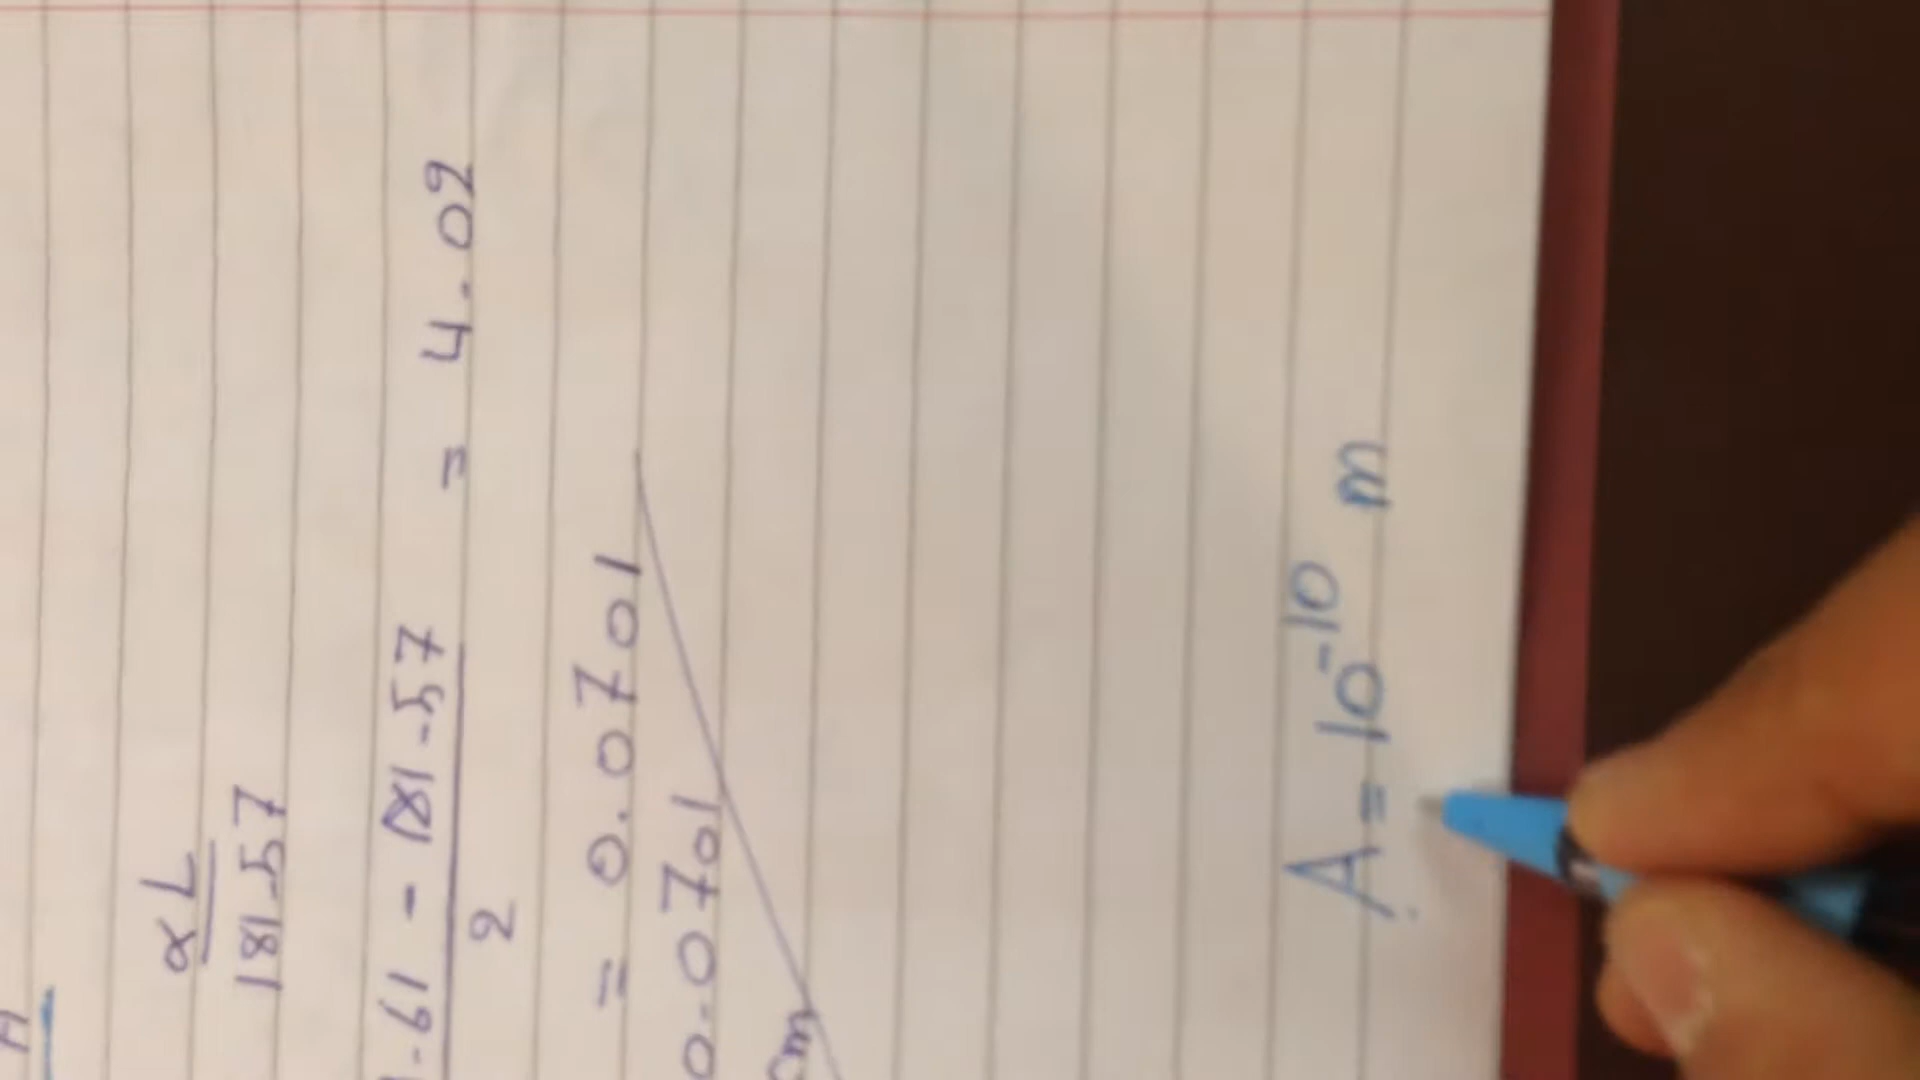 A
αL
181-57
.61 - 181-57 = 4.02
2
= 0.0701
0.0701
cm
A = 10⁻¹⁰ m